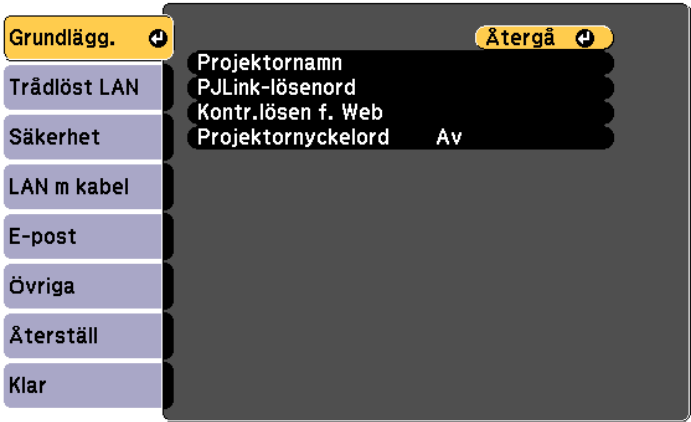 Grundlägg.
Trådlöst LAN
Säkerhet
LAN m kabel
E-post
Övriga
Återställ
Klar
Återgå
Projektornamn
PJLink-lösenord
Kontr.lösen f. Web
Projektornyckelord Av